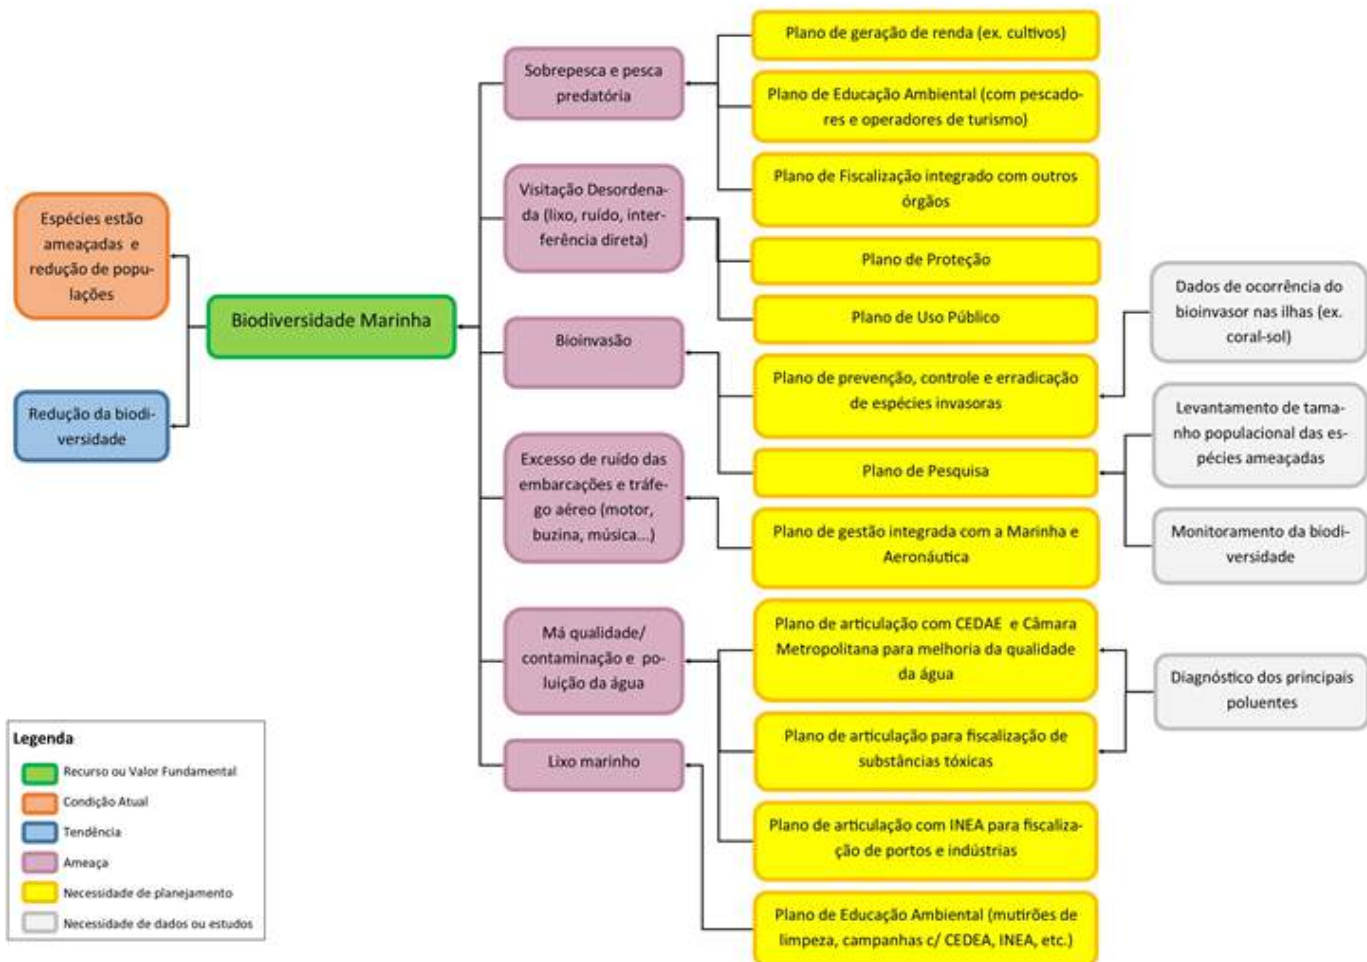 Espécies estão
ameaçadas e
redução de popu-
lações
Redução da biodi-
versidade
Biodiversidade Marinha
Sobrepesca e pesca
predatória
Visitação Desordena-
da (lixo, ruído, inter-
ferência direta)
Bioinvasão
Excesso de ruído das
embarcações e tráfe-
go aéreo (motor,
buzina, música...)
Má qualidade/
contaminação e po-
luição da água
Lixo marinho
Plano de geração de renda (ex. cultivos)
Plano de Educação Ambiental (com pescado-
res e operadores de turismo)
Plano de Fiscalização integrado com outros
órgãos
Plano de Proteção
Plano de Uso Público
Plano de prevenção, controle e erradicação
de espécies invasoras
Plano de Pesquisa
Plano de gestão integrada com a Marinha e
Aeronáutica
Plano de articulação com CEDAE e Câmara
Metropolitana para melhoria da qualidade
da água
Plano de articulação para fiscalização de
substâncias tóxicas
Plano de articulação com INEA para fiscaliza-
ção de portos e indústrias
Plano de Educação Ambiental (mutirões de
limpeza, campanhas c/ CEDEA, INEA, etc.)
Dados de ocorrência do
bioinvasor nas ilhas (ex.
coral-sol)
Levantamento de tama-
nho populacional das es-
pécies ameaçadas
Monitoramento da biodi-
versidade
Diagnóstico dos principais
poluentes
Legenda
Recurso ou Valor Fundamental
Condição Atual
Tendência
Ameaça
Necessidade de planejamento
Necessidade de dados ou estudos